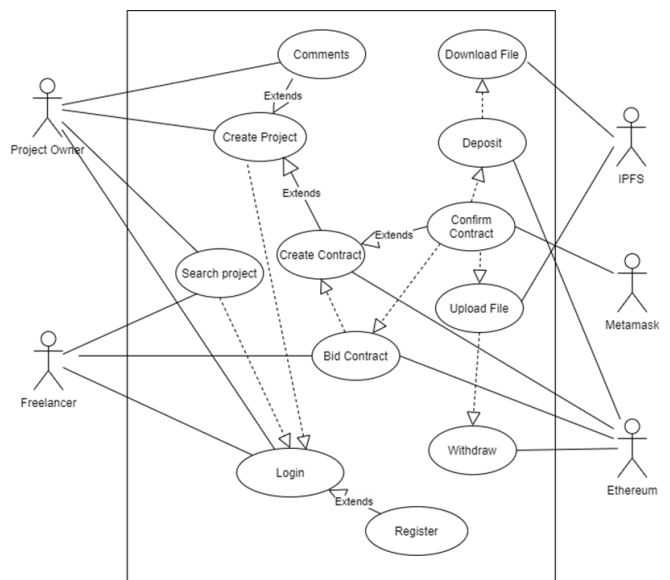 Comments
Download File
Extends
Project Owner
Create Project
Deposit
IPFS
Extends
Confirm
Contract
Extends
Create Contract
Search project
Upload File
Metamask
Freelancer
Bid Contract
Login
Withdraw
Ethereum
Extends
Register